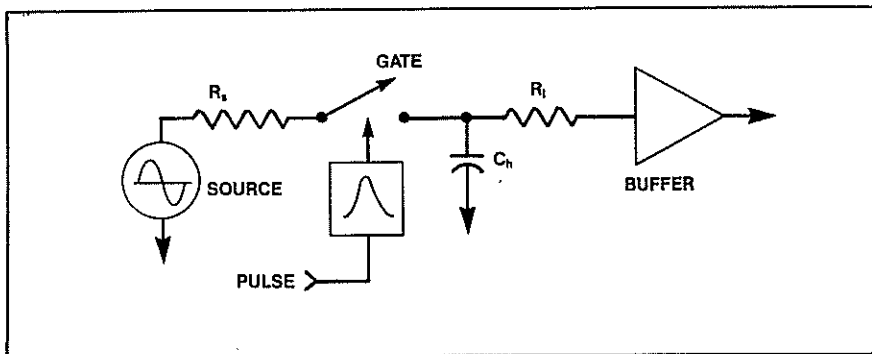 GATE
Rs
Rl
Ch
SOURCE
BUFFER
PULSE